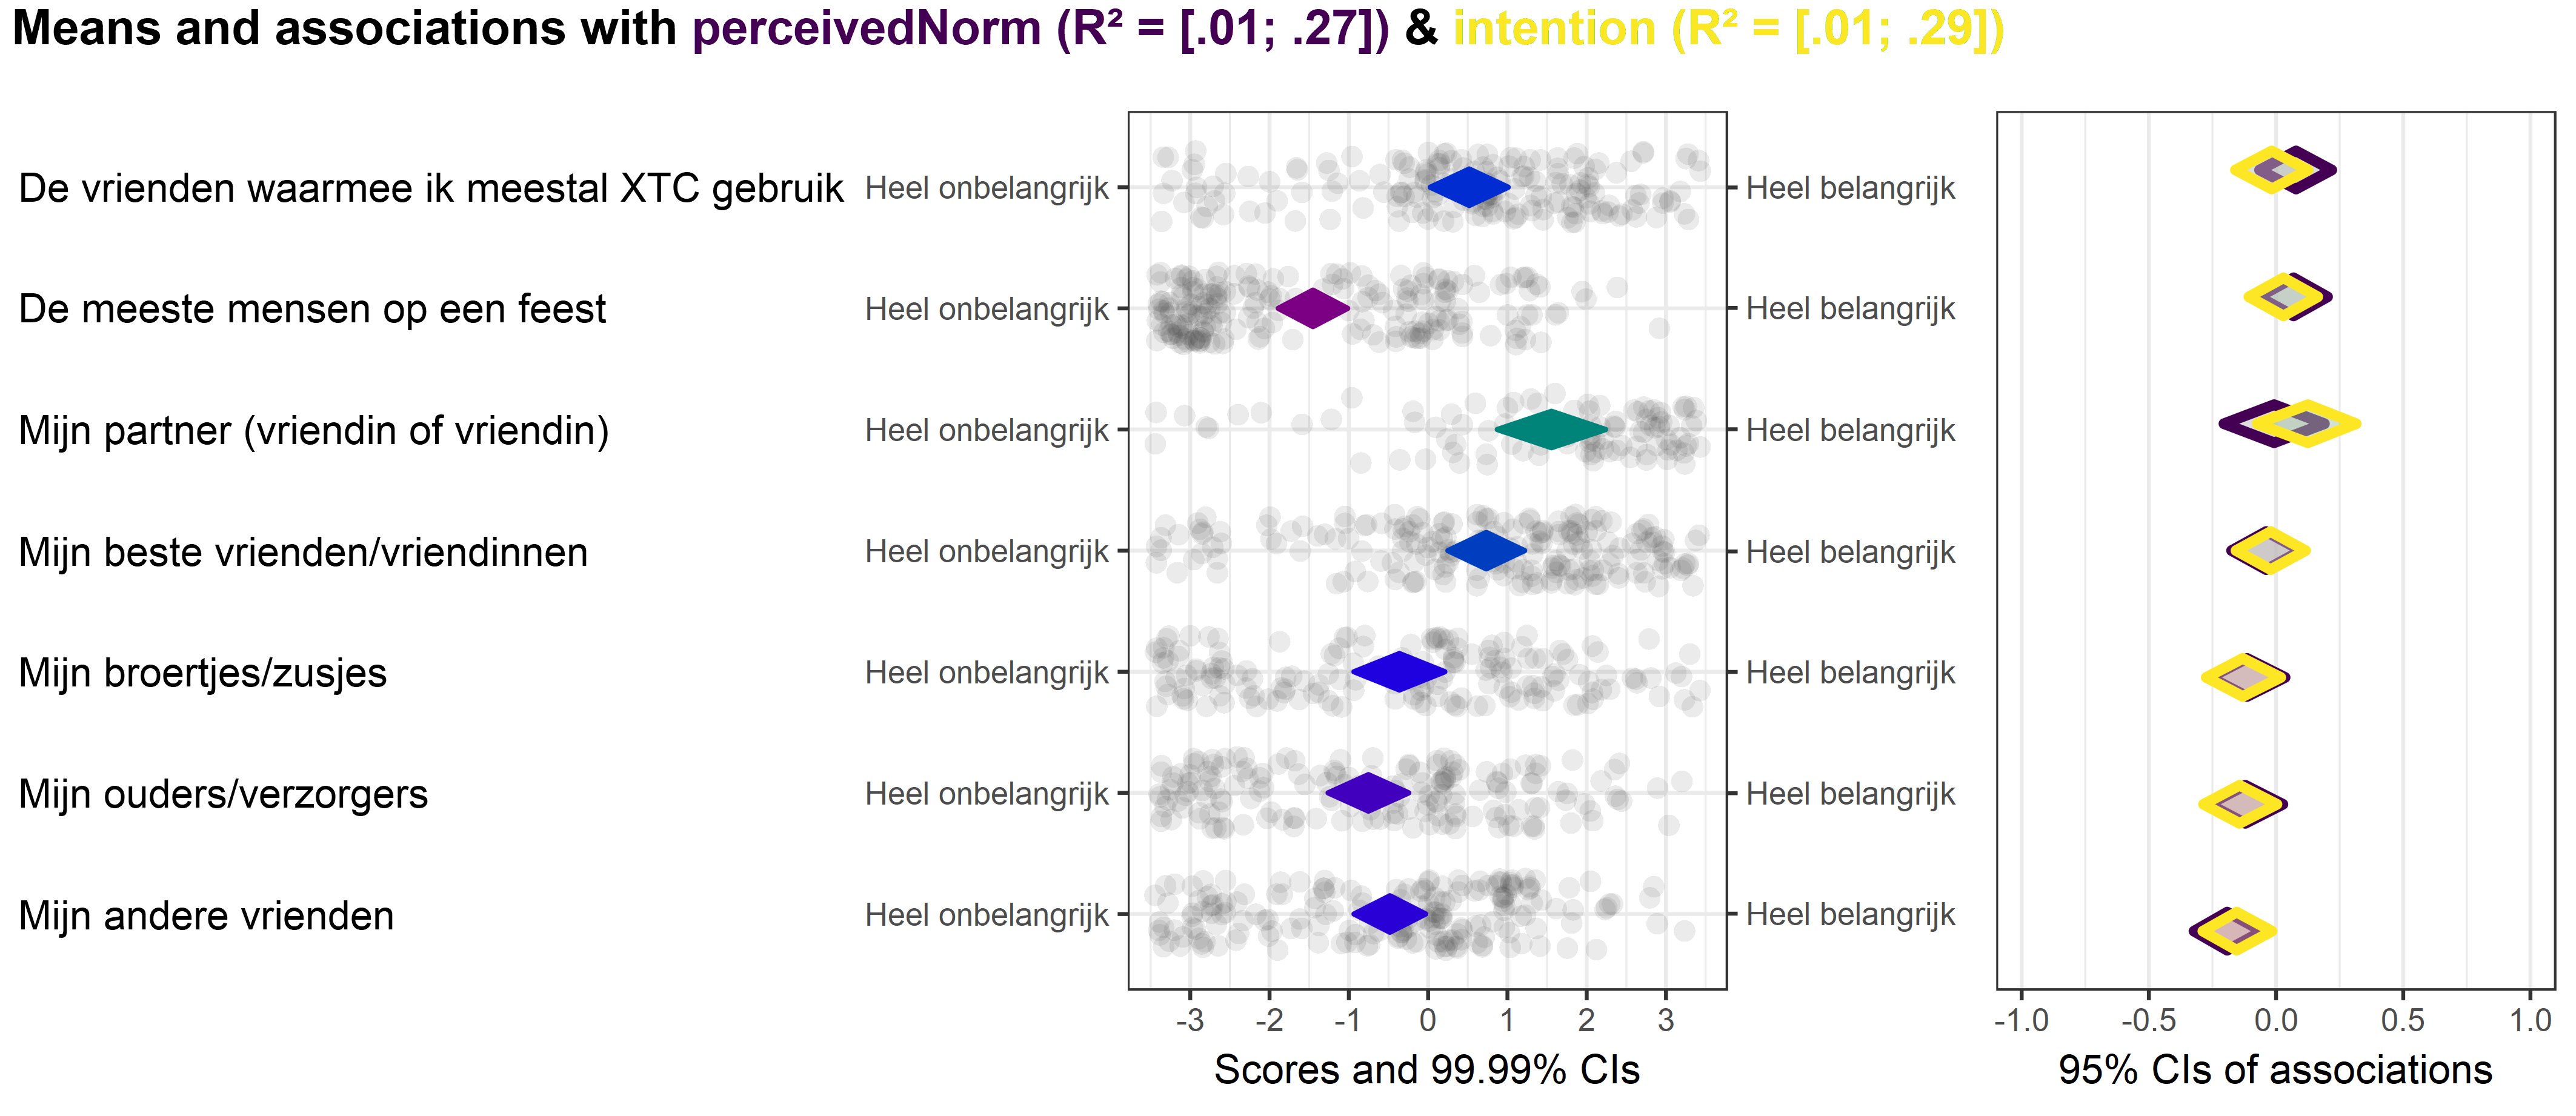 Means and associations with perceivedNorm (R² = [.01; .27]) & intention (R² = [.01; .29])
De vrienden waarmee ik meestal XTC gebruik Heel onbelangrijk Heel belangrijk
De meeste mensen op een feest Heel onbelangrijk Heel belangrijk
Mijn partner (vriendin of vriendin) Heel onbelangrijk Heel belangrijk
Mijn beste vrienden/vriendinnen Heel onbelangrijk Heel belangrijk
Mijn broertjes/zusjes Heel onbelangrijk Heel belangrijk
Mijn ouders/verzorgers Heel onbelangrijk Heel belangrijk
Mijn andere vrienden Heel onbelangrijk Heel belangrijk
-3 -2 -1 0 1 2 3 -1.0 -0.5 0.0 0.5 1.0
Scores and 99.99% CIs 95% CIs of associations